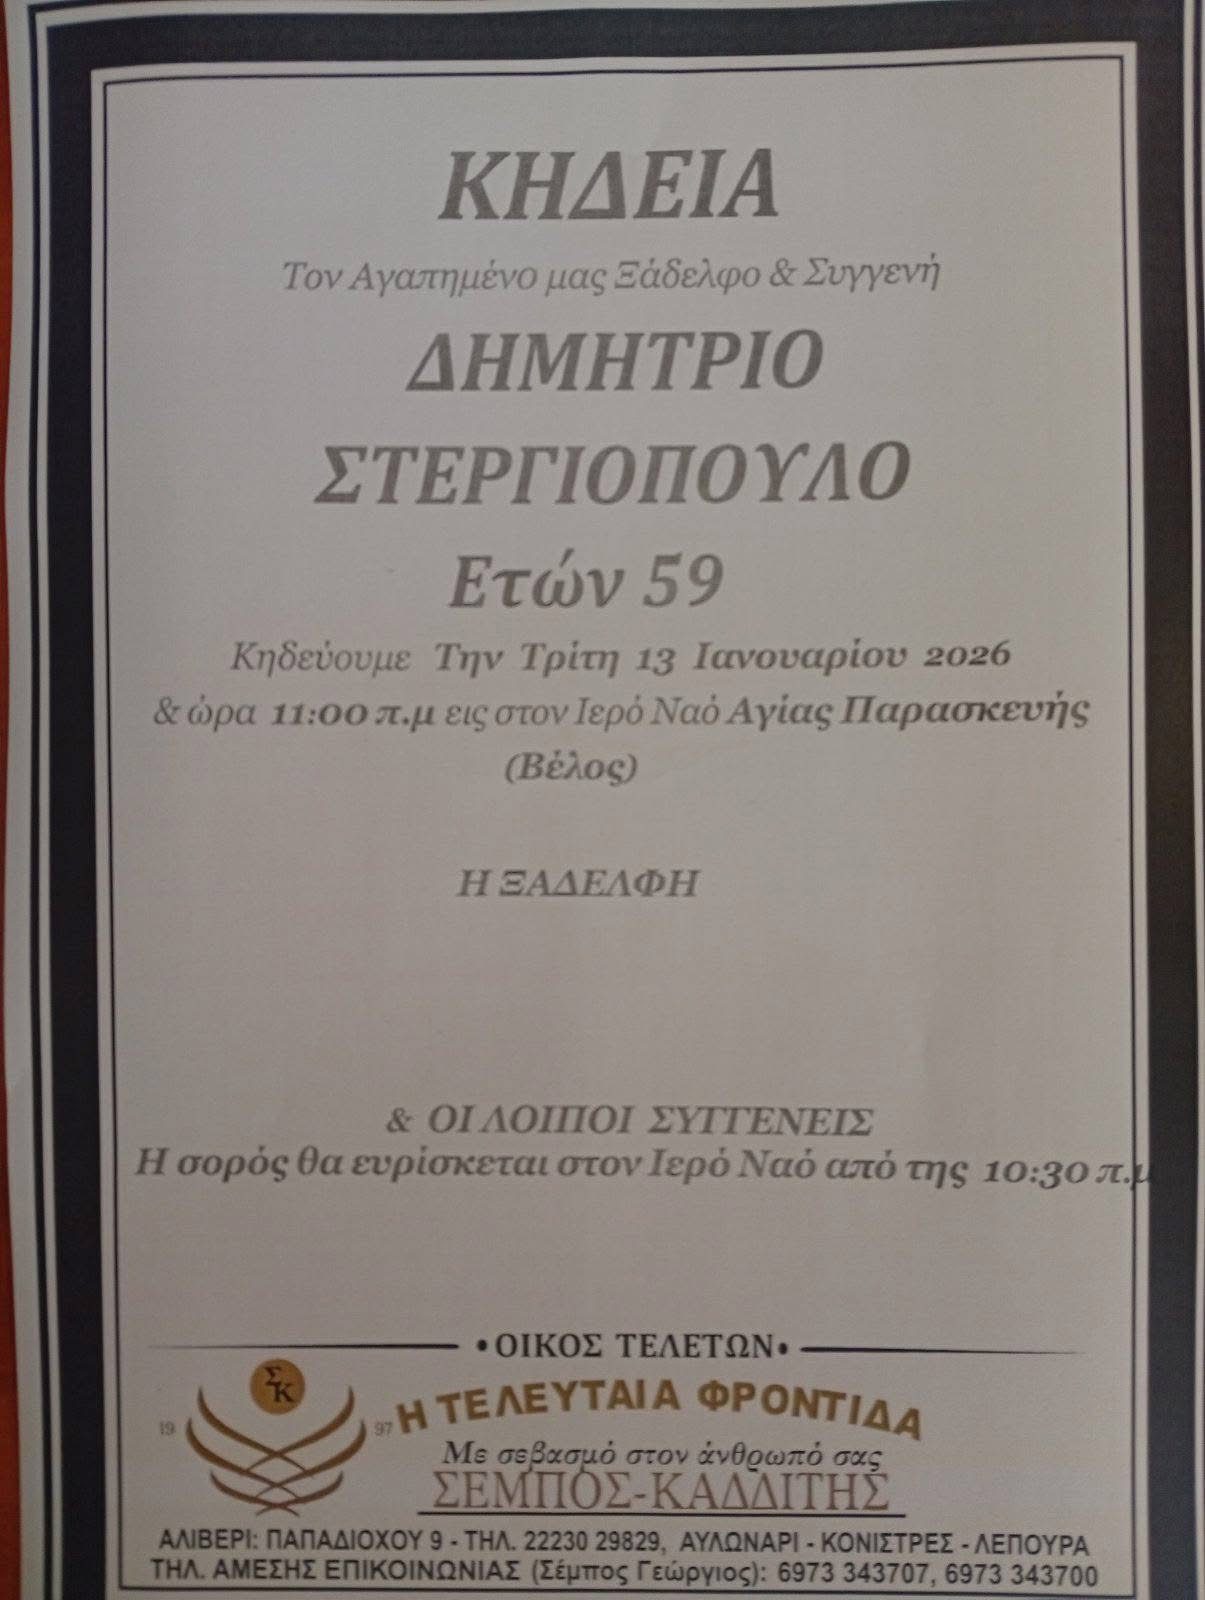 ΚΗΔΕΙΑ
Τον Αγαπημένο μας Ξάδελφο & Συγγενή
ΔΗΜΗΤΡΙΟ
ΣΤΕΡΓΙΟΠΟΥΛΟ
Ετών 59
Κηδεύουμε Την Τρίτη 13 Ιανουαρίου 2026
& ώρα 11:00 π.μ εις στον Ιερό Ναό Αγίας Παρασκευής
(Βέλος)
Η ΞΑΔΕΛΦΗ
& ΟΙ ΛΟΙΠΟΙ ΣΥΓΓΕΝΕΙΣ
Η σορός θα ευρίσκεται στον Ιερό Ναό από της 10:30 π.μ
•ΟΙΚΟΣ ΤΕΛΕΤΩΝ•
ΣΚ
19 97
Η ΤΕΛΕΥΤΑΙΑ ΦΡΟΝΤΙΔΑ
Με σεβασμό στον άνθρωπό σας
ΣΕΜΠΟΣ-ΚΑΔΔΙΤΗΣ
ΑΛΙΒΕΡΙ: ΠΑΠΑΔΙΟΧΟΥ 9 - ΤΗΛ. 22230 29829, ΑΥΛΩΝΑΡΙ - ΚΟΝΙΣΤΡΕΣ - ΛΕΠΟΥΡΑ
ΤΗΛ. ΑΜΕΣΗΣ ΕΠΙΚΟΙΝΩΝΙΑΣ (Σέμπος Γεώργιος): 6973 343707, 6973 343700